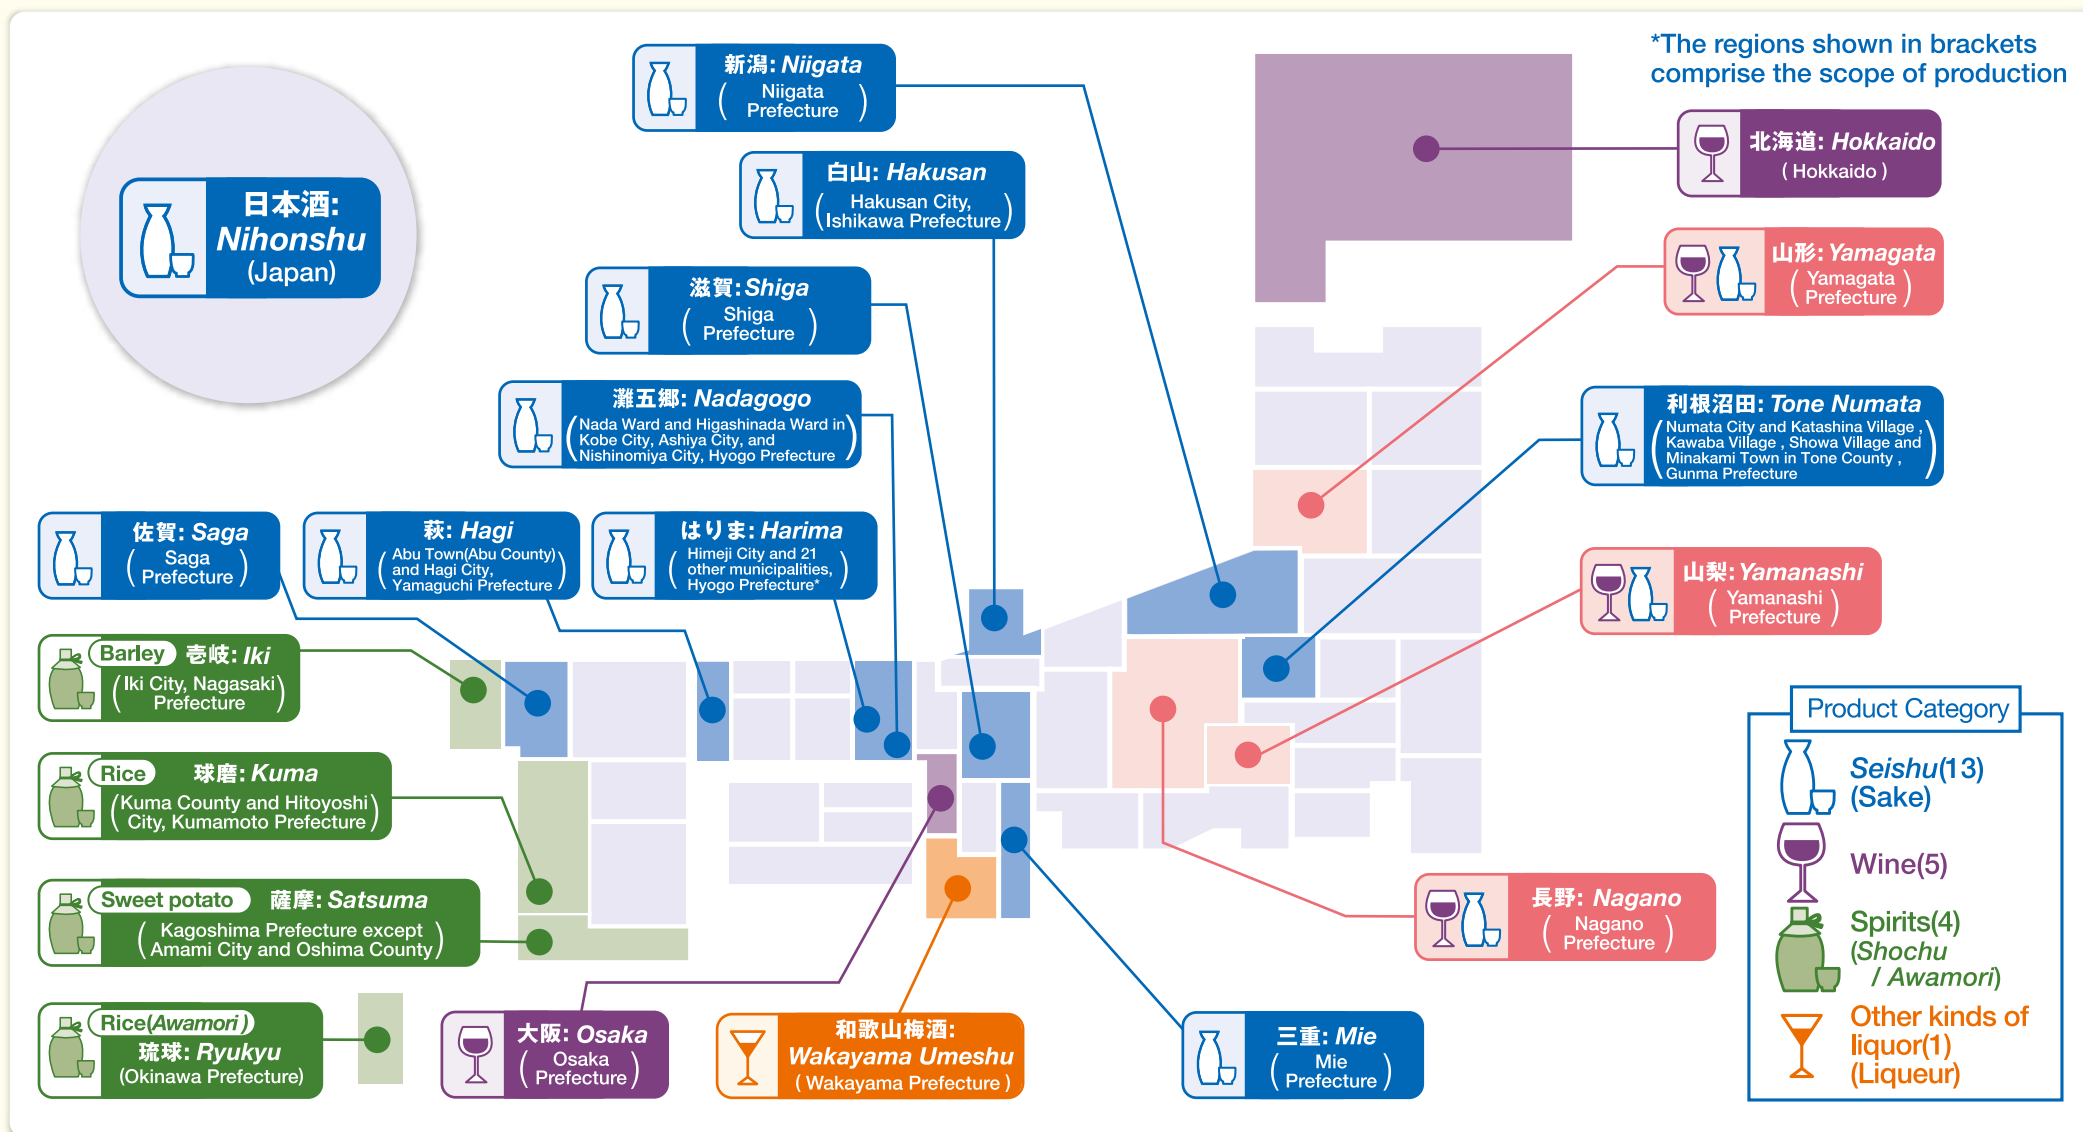 *The regions shown in brackets
comprise the scope of production
日本酒:
Nihonshu
(Japan)
新潟: Niigata
(Niigata
Prefecture)
白山: Hakusan
(Hakusan City,
Ishikawa Prefecture)
滋賀: Shiga
(Shiga
Prefecture)
灘五郷: Nadagogo
(Nada Ward and Higashinada Ward in
Kobe City, Ashiya City, and
Nishinomiya City, Hyogo Prefecture)
佐賀: Saga
(Saga
Prefecture)
萩: Hagi
(Abu Town(Abu County)
and Hagi City,
Yamaguchi Prefecture)
はりま: Harima
(Himeji City and 21
other municipalities,
Hyogo Prefecture*)
Barley 壱岐: Iki
(Iki City, Nagasaki
Prefecture)
Rice 球磨: Kuma
(Kuma County and Hitoyoshi
City, Kumamoto Prefecture)
Sweet potato 薩摩: Satsuma
(Kagoshima Prefecture except
Amami City and Oshima County)
Rice(Awamori)
琉球: Ryukyu
(Okinawa Prefecture)
大阪: Osaka
(Osaka
Prefecture)
和歌山梅酒:
Wakayama Umeshu
(Wakayama Prefecture)
三重: Mie
(Mie
Prefecture)
北海道: Hokkaido
(Hokkaido)
山形: Yamagata
(Yamagata
Prefecture)
利根沼田: Tone Numata
(Numata City and Katashina Village ,
Kawaba Village , Showa Village and
Minakami Town in Tone County ,
Gunma Prefecture)
山梨: Yamanashi
(Yamanashi
Prefecture)
長野: Nagano
(Nagano
Prefecture)
Product Category
Seishu(13)
(Sake)
Wine(5)
Spirits(4)
(Shochu
/ Awamori)
Other kinds of
liquor(1)
(Liqueur)